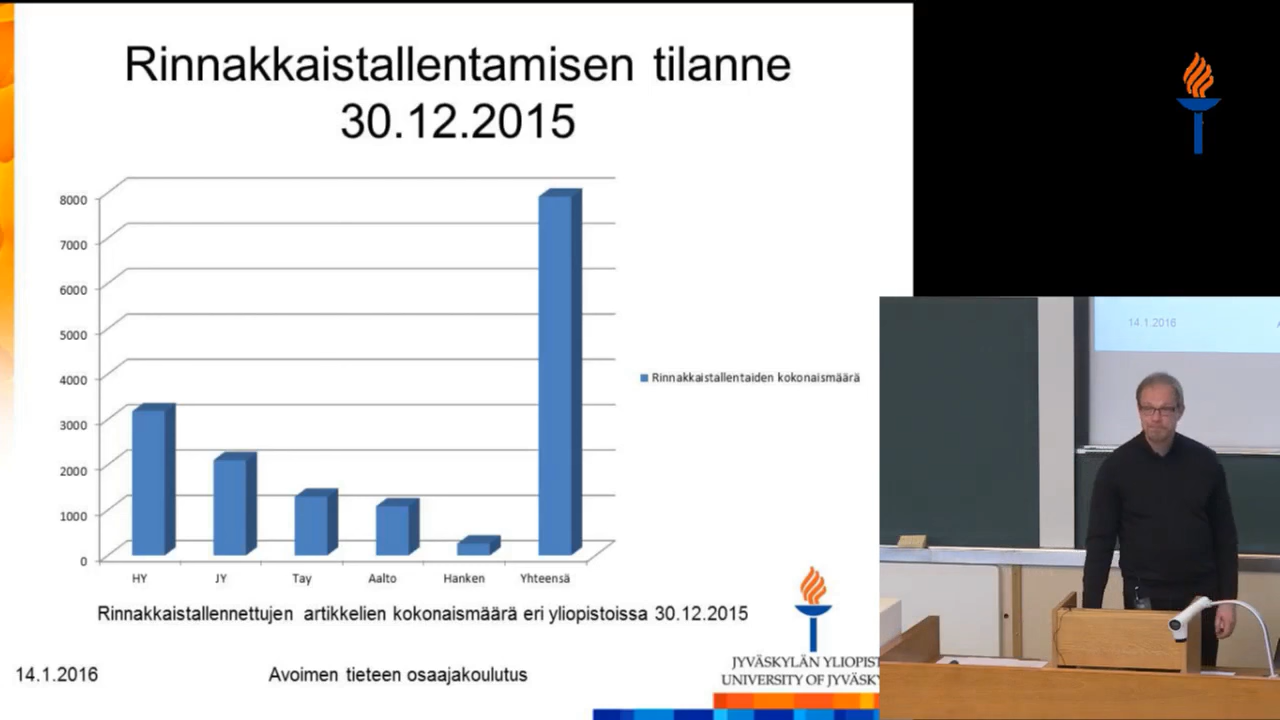 Rinnakkaistallentamisen tilanne
30.12.2015
8000
7000
6000
5000
4000
3000
2000
1000
0
HY JY Tay Aalto Hanken Yhteensä
Rinnakkaistallentaiden kokonaismäärä
Rinnakkaistallennettujen artikkelien kokonaismäärä eri yliopistoissa 30.12.2015
14.1.2016 Avoimen tieteen osaajakoulutus
JYVÄSKYLÄN YLIOPIST
UNIVERSITY OF JYVÄSKY
14.1.2016